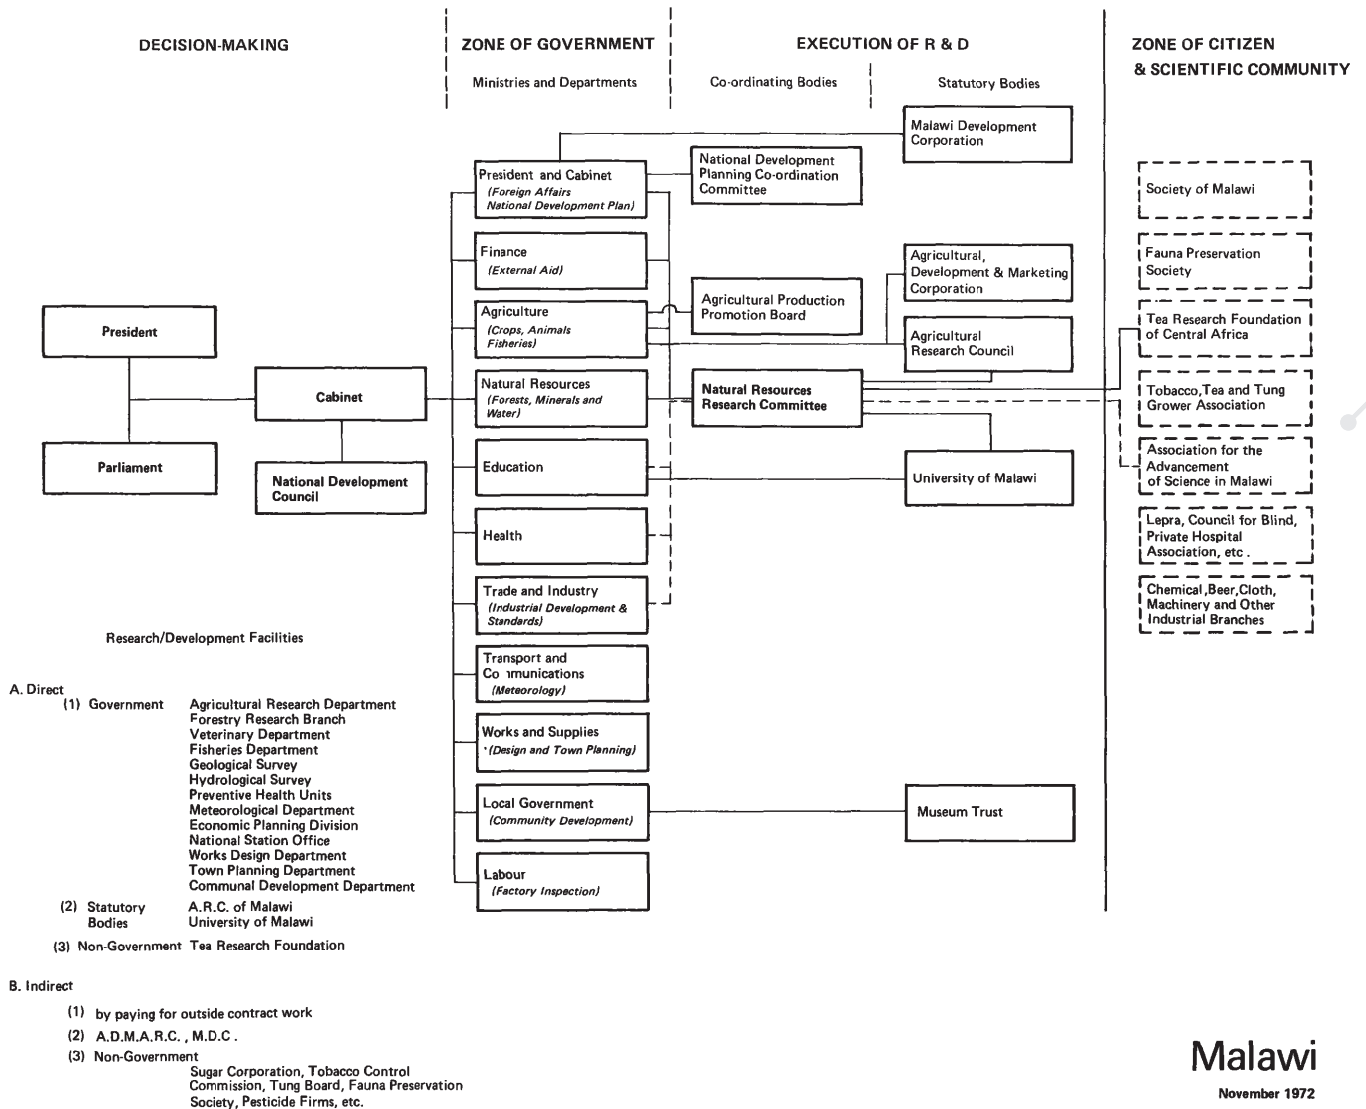 DECISION-MAKING
ZONE OF GOVERNMENT
EXECUTION OF R & D
ZONE OF CITIZEN
& SCIENTIFIC COMMUNITY
Ministries and Departments
Co-ordinating Bodies
Statutory Bodies
President
Parliament
Cabinet
National Development
Council
President and Cabinet
(Foreign Affairs
National Development Plan)
Finance
(External Aid)
Agriculture
(Crops, Animals
Fisheries)
Natural Resources
(Forests, Minerals and
Water)
Education
Health
Trade and Industry
(Industrial Development &
Standards)
Transport and
Co munications
(Meteorology)
Works and Supplies
(Design and Town Planning)
Local Government
(Community Development)
Labour
(Factory Inspection)
National Development
Planning Co-ordination
Committee
Agricultural Production
Promotion Board
Natural Resources
Research Committee
Malawi Development
Corporation
Agricultural,
Development & Marketing
Corporation
Agricultural
Research Council
University of Malawi
Museum Trust
Society of Malawi
Fauna Preservation
Society
Tea Research Foundation
of Central Africa
Tobacco, Tea and Tung
Grower Association
Association for the
Advancement
of Science in Malawi
Lepra, Council for Blind,
Private Hospital
Association, etc .
Chemical, Beer, Cloth,
Machinery and Other
Industrial Branches
Research/Development Facilities
A. Direct
(1) Government Agricultural Research Department
Forestry Research Branch
Veterinary Department
Fisheries Department
Geological Survey
Hydrological Survey
Preventive Health Units
Meteorological Department
Economic Planning Division
National Station Office
Works Design Department
Town Planning Department
Communal Development Department
(2) Statutory A.R.C. of Malawi
Bodies University of Malawi
(3) Non-Government Tea Research Foundation
B. Indirect
(1) by paying for outside contract work
(2) A.D.M.A.R.C. , M.D.C .
(3) Non-Government
Sugar Corporation, Tobacco Control
Commission, Tung Board, Fauna Preservation
Society, Pesticide Firms, etc.
Malawi
November 1972